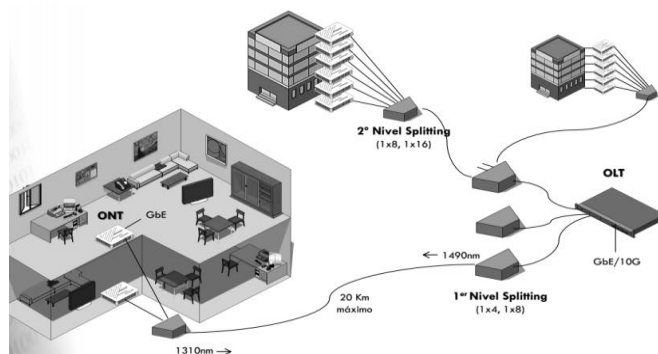 2º Nivel Splitting
(1x8, 1x16)
OLT
ONT
GbE
1490nm
GbE/10G
20 Km
máximo
1er Nivel Splitting
(1x4, 1x8)
1310nm